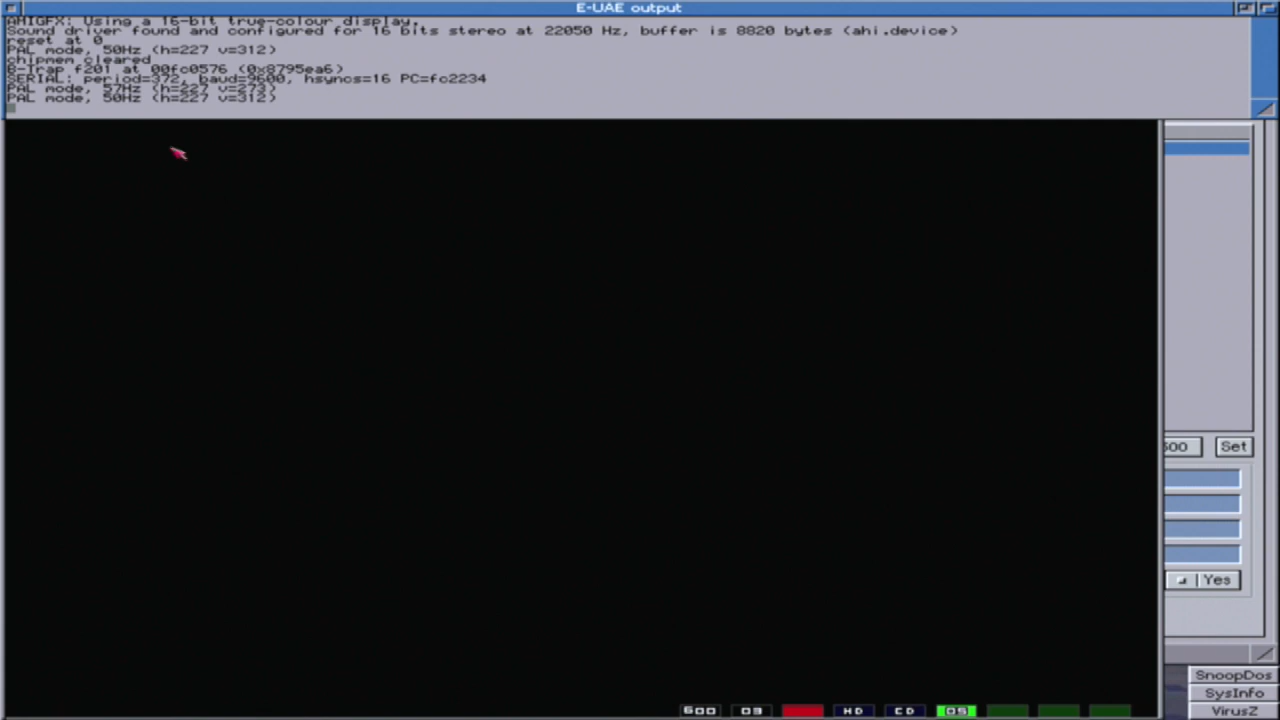 E-UAE output
AHIGFX: Using a 16-bit true-colour display.
Sound driver found and configured for 16 bits stereo at 22050 Hz, buffer is 8820 bytes (ahi.device)
reset at 0
PAL mode, 50Hz (h=227 v=312)
chipmem cleared
B-Trap f201 at 00fc0576 (0x8795ea6)
SERIAL: period=372, baud=9600, hsyncs=16 PC=fc2234
PAL mode, 57Hz (h=227 v=273)
PAL mode, 50Hz (h=227 v=312)
Set
Yes
SnoopDos
SysInfo
VirusZ
600 03 HD CD 05